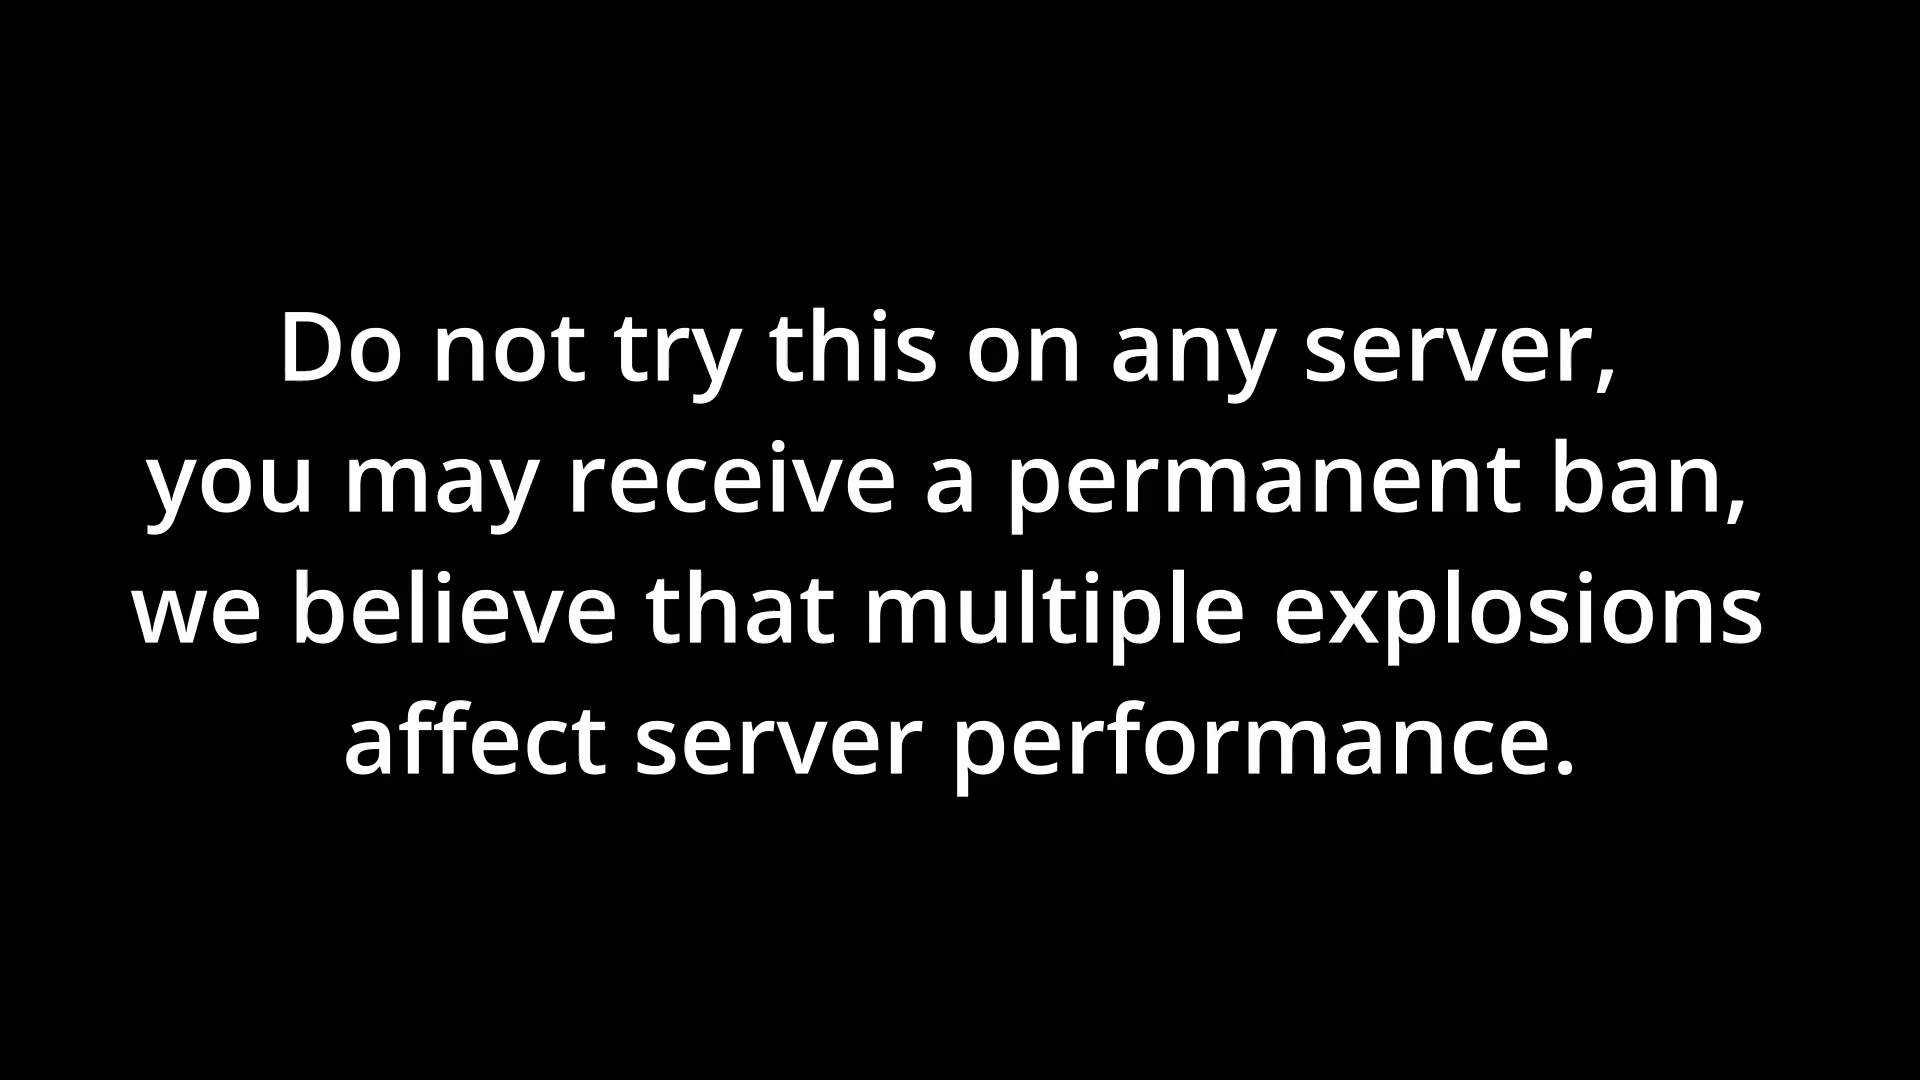 Do not try this on any server,
you may receive a permanent ban,
we believe that multiple explosions
affect server performance.